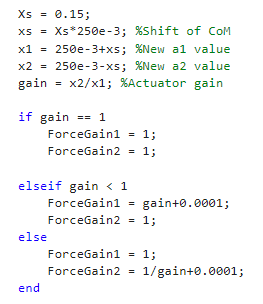 Xs = 0.15;
xs = Xs*250e-3; %Shift of CoM
x1 = 250e-3+xs; %New a1 value
x2 = 250e-3-xs; %New a2 value
gain = x2/x1; %Actuator gain

if gain == 1
    ForceGain1 = 1;
    ForceGain2 = 1;

elseif gain < 1
    ForceGain1 = gain+0.0001;
    ForceGain2 = 1;
else
    ForceGain1 = 1;
    ForceGain2 = 1/gain+0.0001;
end